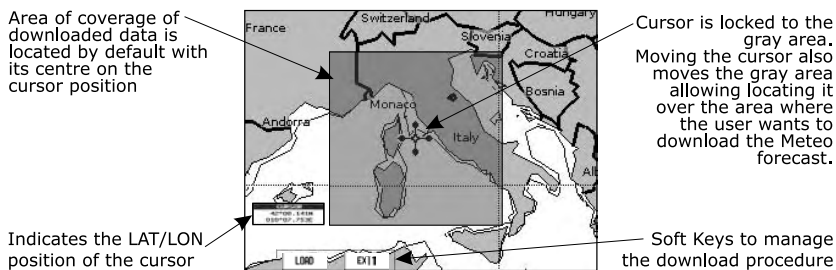 Area of coverage of
downloaded data is
located by default with
its centre on the
cursor position
Cursor is locked to the
gray area.
Moving the cursor also
moves the gray area
allowing locating it
over the area where
the user wants to
download the Meteo
forecast.
France
Switzerland
Hungary
Slovenia
Croatia
Bosnia
Monaco
Andorra
Italy
Alb
CURSOR
Indicates the LAT/LON
position of the cursor
LOAD
EXIT
Soft Keys to manage
the download procedure